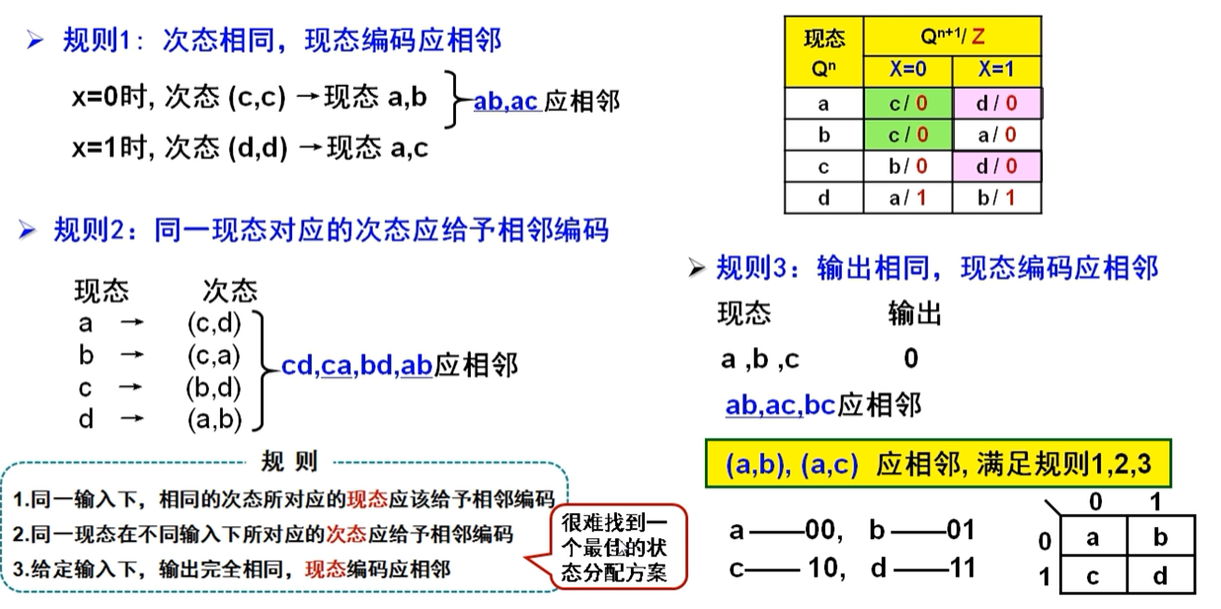 规则1：次态相同，现态编码应相邻
x=0时, 次态 (c,c) →现态 a,b
ab,ac 应相邻
x=1时, 次态 (d,d) →现态 a,c
现态 Qⁿ⁺¹/ Z
Qⁿ X=0 X=1
a c/ 0 d/ 0
b c/ 0 a/ 0
c b/ 0 d/ 0
d a/ 1 b/ 1
规则2：同一现态对应的次态应给予相邻编码
现态 次态
a → (c,d)
b → (c,a)
c → (b,d)
d → (a,b)
cd,ca,bd,ab应相邻
规则3：输出相同，现态编码应相邻
现态 输出
a ,b ,c 0
ab,ac,bc应相邻
规 则
1.同一输入下，相同的次态所对应的现态应该给予相邻编码
2.同一现态在不同输入下所对应的次态应给予相邻编码
3.给定输入下，输出完全相同，现态编码应相邻
很难找到一
个最佳的状
态分配方案
(a,b), (a,c) 应相邻, 满足规则1,2,3
a——00, b——01
c——10, d——11
0 1
0 a b
1 c d